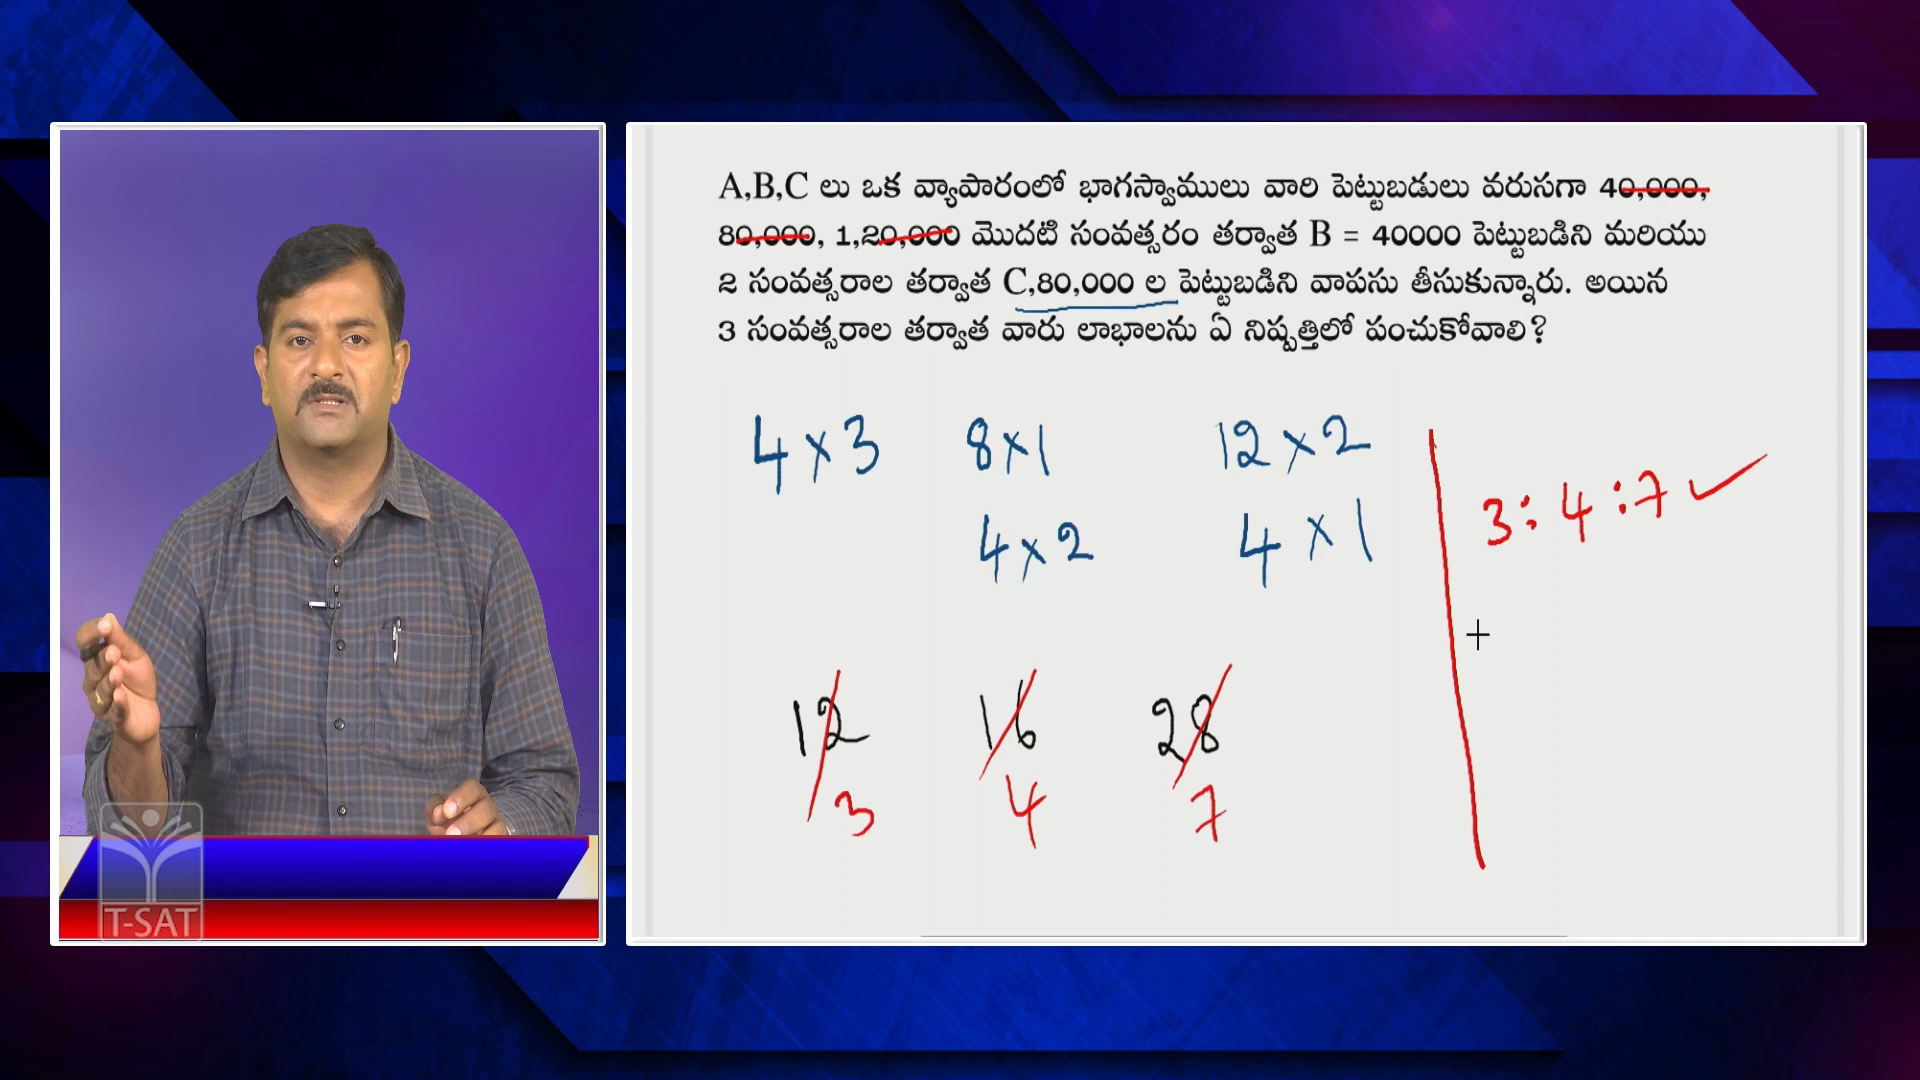 A,B,C లు ఒక వ్యాపారంలో భాగస్వాములు వారి పెట్టుబడులు వరుసగా 40,000,
80,000, 1,20,000 మొదటి సంవత్సరం తర్వాత B = 40000 పెట్టుబడిని మరియు
2 సంవత్సరాల తర్వాత C,80,000 ల పెట్టుబడిని వాపసు తీసుకున్నారు. అయిన
3 సంవత్సరాల తర్వాత వారు లాభాలను ఏ నిష్పత్తిలో పంచుకోవాలి?
4 x 3 8 x 1 12 x 2
3 : 4 : 7 ✓
4 x 2 4 x 1
12 16 28
3 4 7
T-SAT